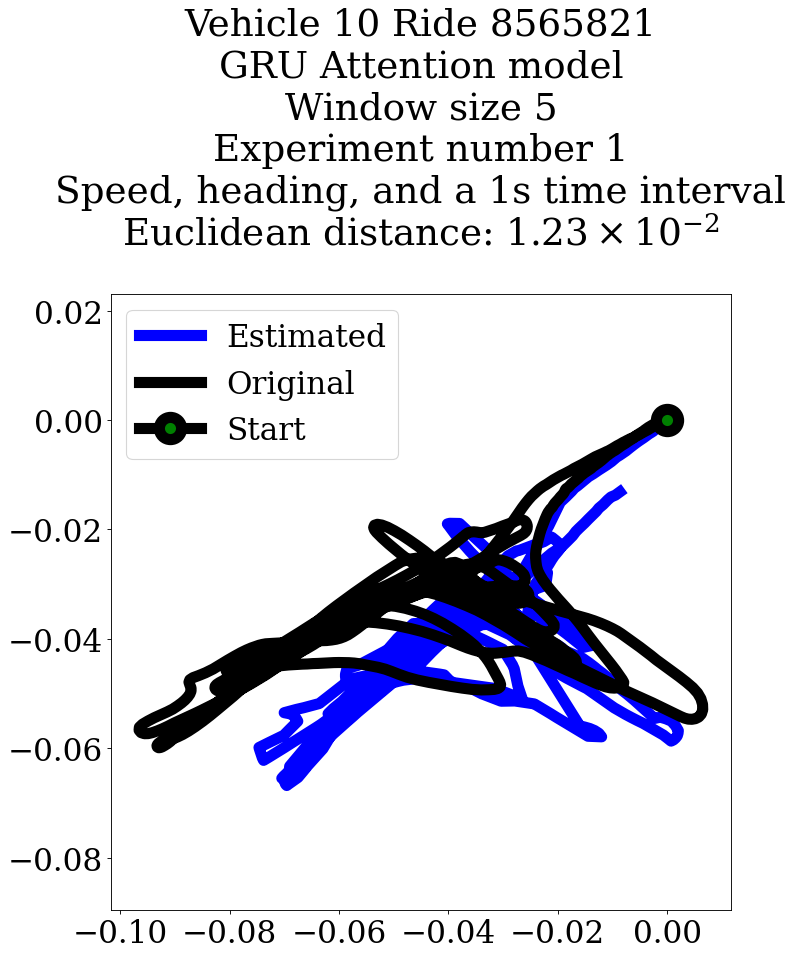 Vehicle 10 Ride 8565821
GRU Attention model
Window size 5
Experiment number 1
Speed, heading, and a 1s time interval
Euclidean distance: 1.23 × 10⁻²
Estimated
Original
Start
0.02
0.00
−0.02
−0.04
−0.06
−0.08
−0.10 −0.08 −0.06 −0.04 −0.02 0.00